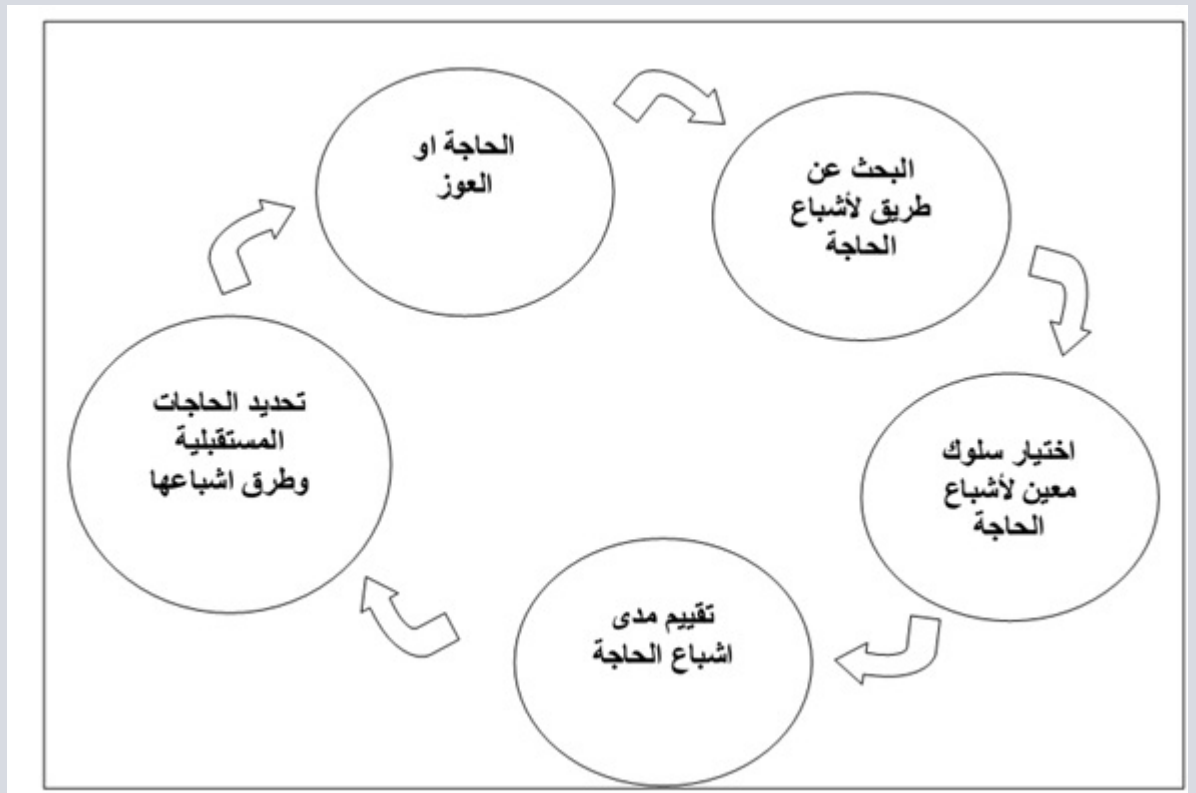 الحاجة او
العوز
البحث عن
طريق لأشباع
الحاجة
اختيار سلوك
معين لأشباع
الحاجة
تقييم مدى
اشباع الحاجة
تحديد الحاجات
المستقبلية
وطرق اشباعها